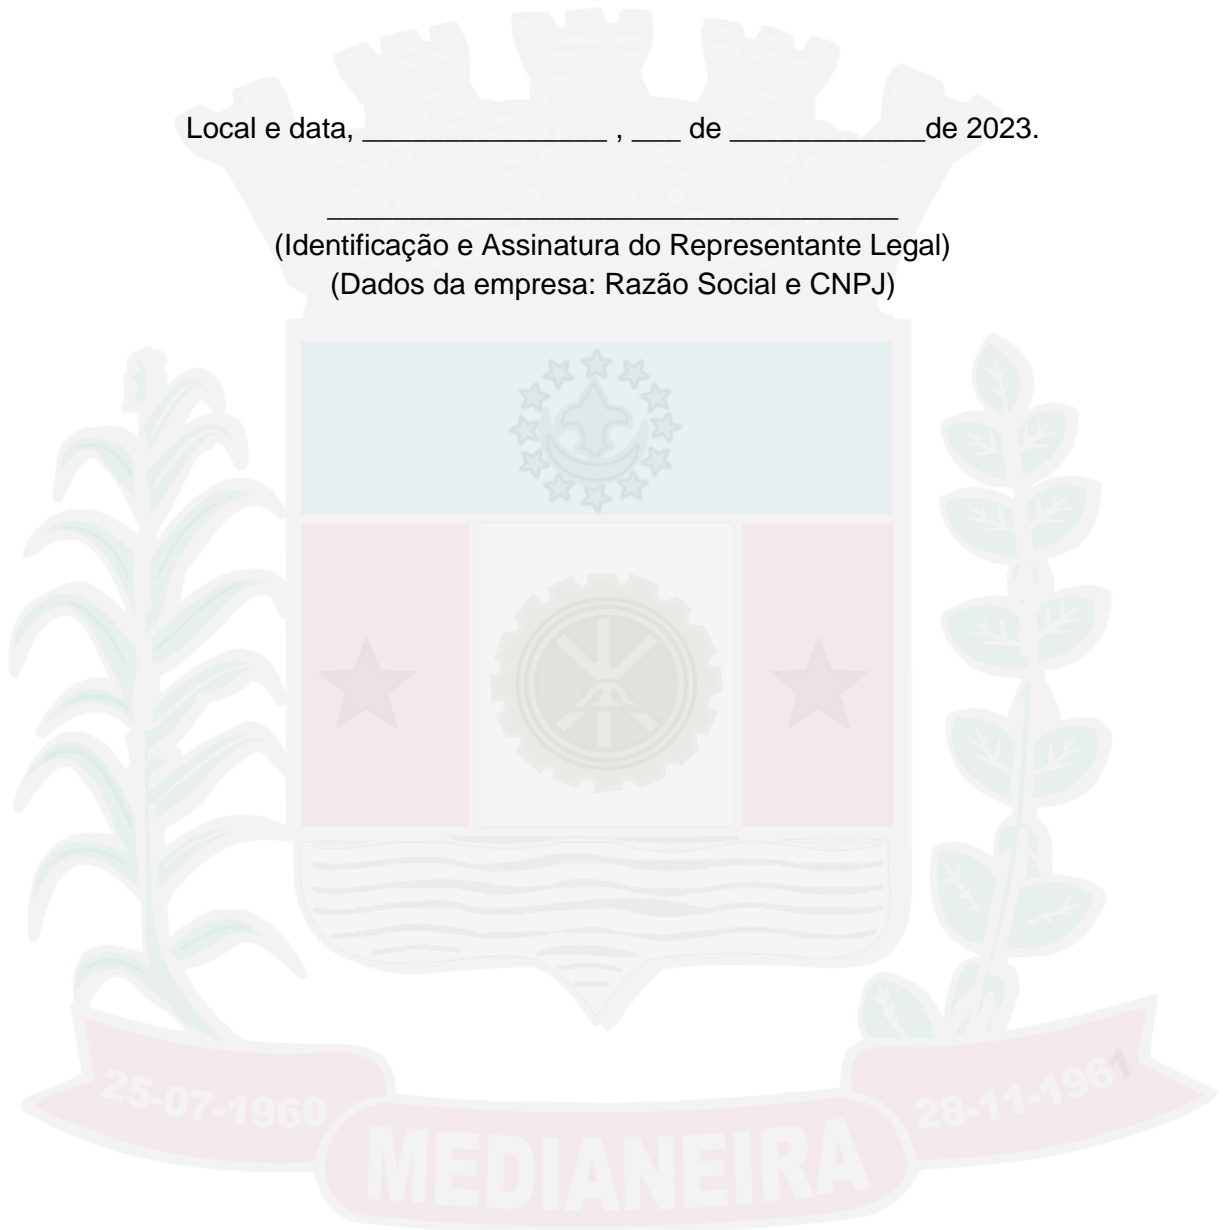 Local e data, _______________ , ___ de ____________de 2023.
___________________________________
(Identificação e Assinatura do Representante Legal)
(Dados da empresa: Razão Social e CNPJ)
25-07-1960
28-11-1961
MEDIANEIRA